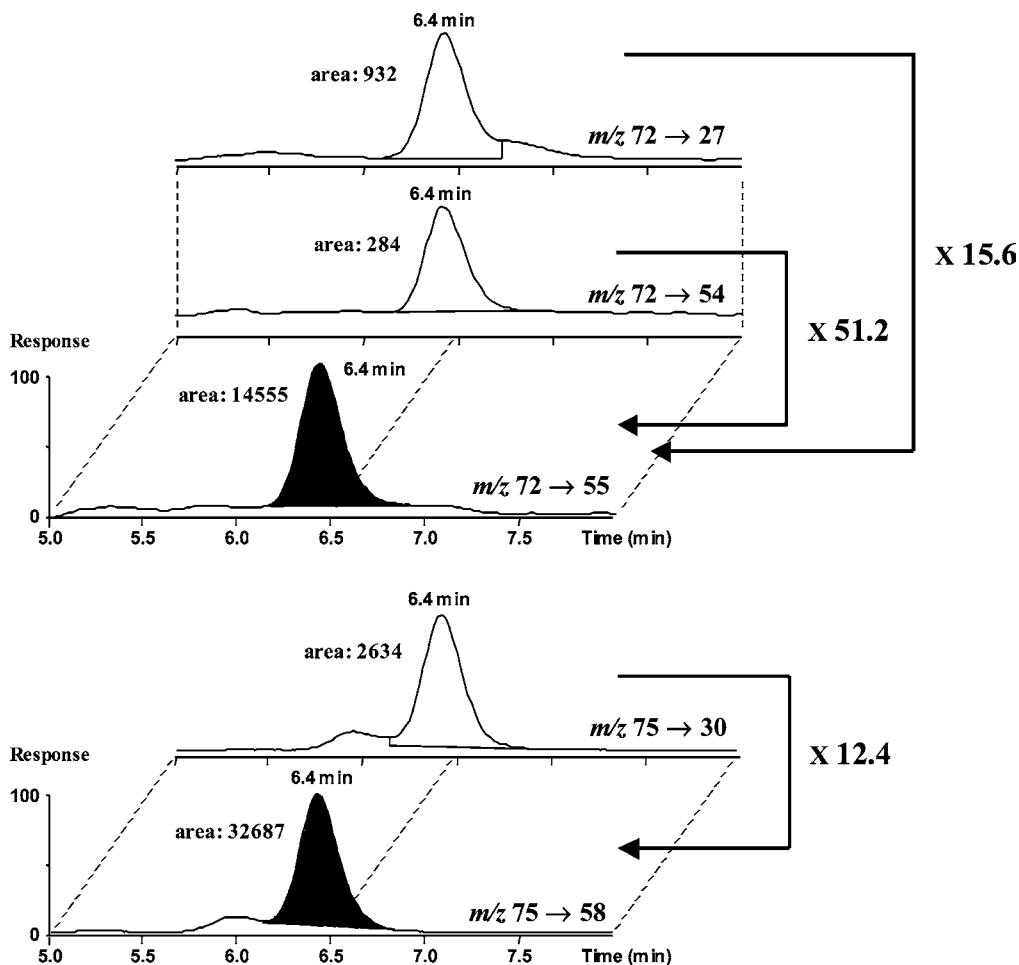 6.4 min
area: 932
m/z 72 → 27
6.4 min
area: 284
m/z 72 → 54
X 15.6
X 51.2
Response
100
6.4 min
area: 14555
m/z 72 → 55
0
5.0 5.5 6.0 6.5 7.0 7.5 Time (min)
6.4 min
area: 2634
m/z 75 → 30
X 12.4
Response
6.4 min
100
area: 32687
m/z 75 → 58
0
5.0 5.5 6.0 6.5 7.0 7.5 Time (min)